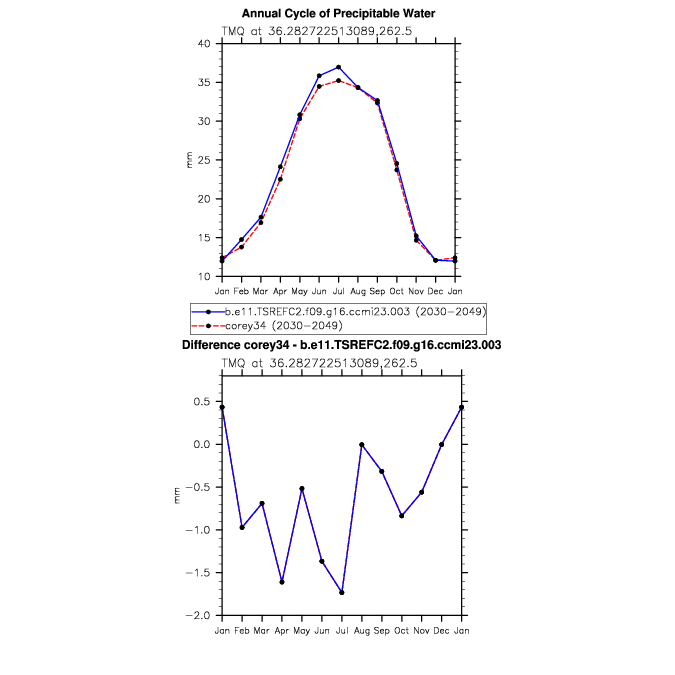 Annual Cycle of Precipitable Water
TMQ at 36.282722513089,262.5
40
35
30
25
20
15
10
mm
Jan Feb Mar Apr May Jun Jul Aug Sep Oct Nov Dec Jan
b.e11.TSREFC2.f09.g16.ccmi23.003 (2030-2049)
corey34 (2030-2049)
Difference corey34 - b.e11.TSREFC2.f09.g16.ccmi23.003
TMQ at 36.282722513089,262.5
0.5
0.0
-0.5
-1.0
-1.5
-2.0
mm
Jan Feb Mar Apr May Jun Jul Aug Sep Oct Nov Dec Jan